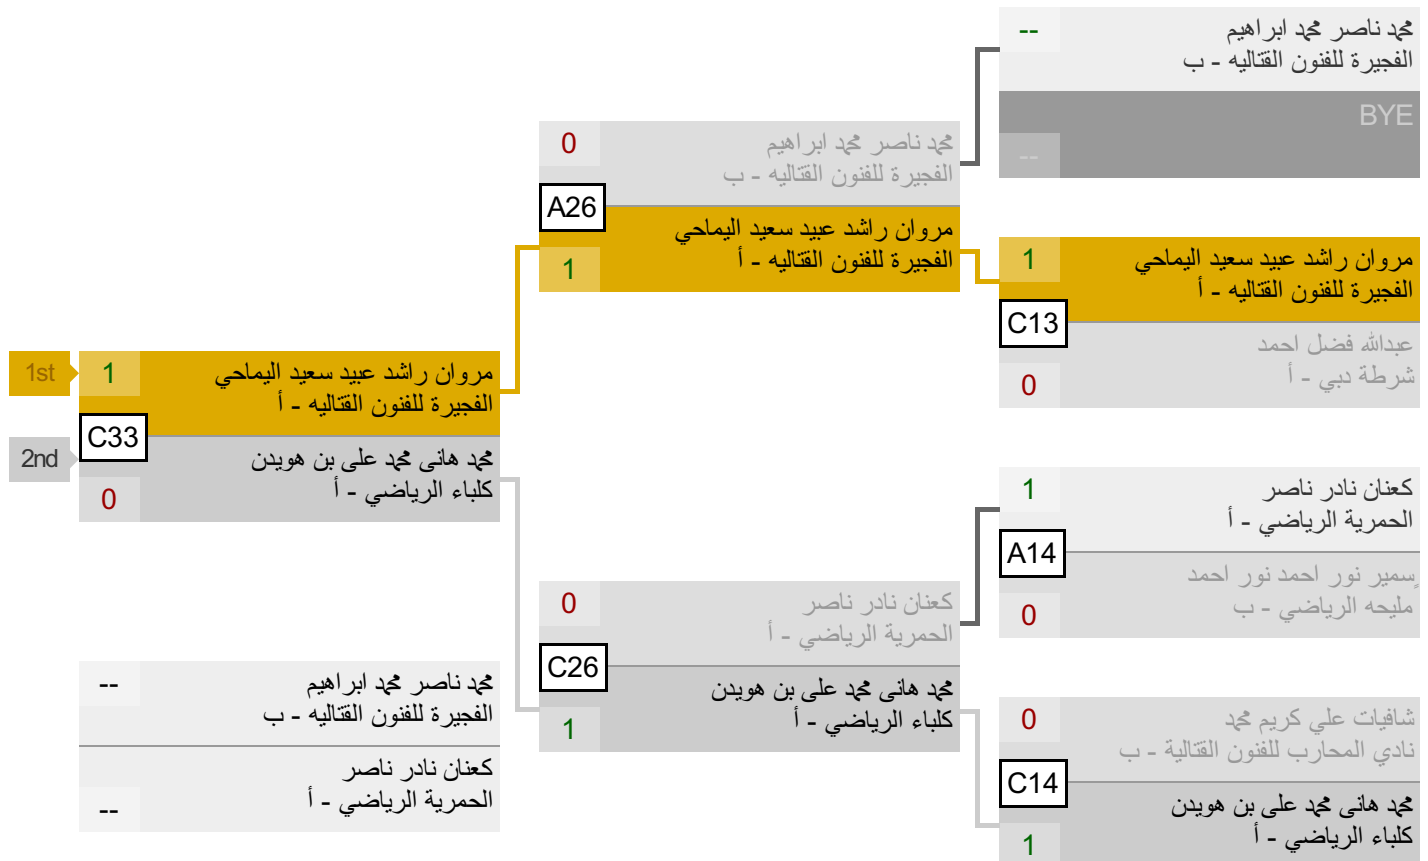 --
محمد ناصر محمد ابراهيم
الفجيرة للفنون القتاليه - ب
BYE
--
0
محمد ناصر محمد ابراهيم
الفجيرة للفنون القتاليه - ب
A26
مروان راشد عبيد سعيد اليماحي
الفجيرة للفنون القتاليه - أ
1
1
مروان راشد عبيد سعيد اليماحي
الفجيرة للفنون القتاليه - أ
C13
عبدالله فضل احمد
شرطة دبي - أ
0
1st
1
مروان راشد عبيد سعيد اليماحي
الفجيرة للفنون القتاليه - أ
C33
2nd
محمد هانى محمد على بن هويدن
كلباء الرياضي - أ
0
1
كعنان نادر ناصر
الحمرية الرياضي - أ
A14
سمير نور احمد نور احمد
مليحه الرياضي - ب
0
0
كعنان نادر ناصر
الحمرية الرياضي - أ
C26
محمد هانى محمد على بن هويدن
كلباء الرياضي - أ
1
--
محمد ناصر محمد ابراهيم
الفجيرة للفنون القتاليه - ب
كعنان نادر ناصر
الحمرية الرياضي - أ
--
0
شافيات علي كريم محمد
نادي المحارب للفنون القتالية - ب
C14
محمد هانى محمد على بن هويدن
كلباء الرياضي - أ
1